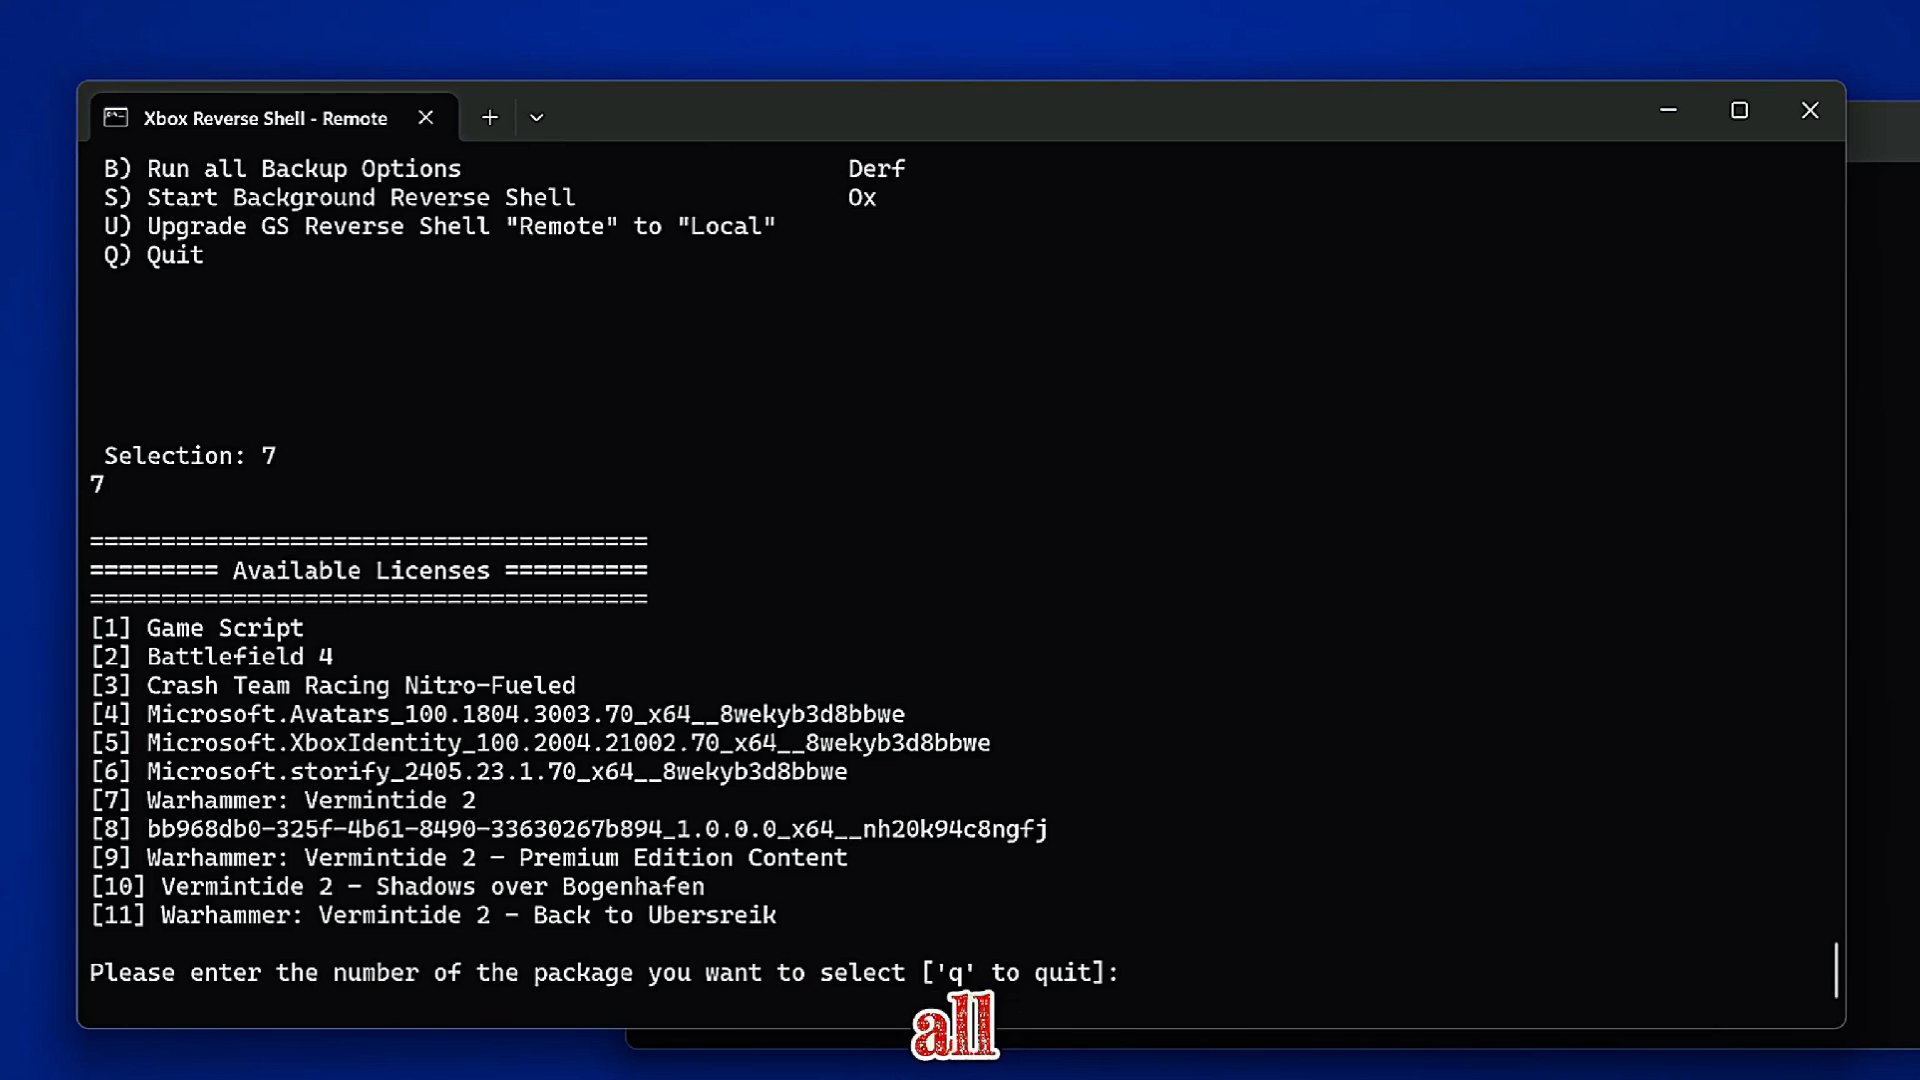 Xbox Reverse Shell - Remote
B) Run all Backup Options Derf
S) Start Background Reverse Shell Ox
U) Upgrade GS Reverse Shell "Remote" to "Local"
Q) Quit
Selection: 7
7
=======================================
========= Available Licenses ==========
=======================================
[1] Game Script
[2] Battlefield 4
[3] Crash Team Racing Nitro-Fueled
[4] Microsoft.Avatars_100.1804.3003.70_x64__8wekyb3d8bbwe
[5] Microsoft.XboxIdentity_100.2004.21002.70_x64__8wekyb3d8bbwe
[6] Microsoft.storify_2405.23.1.70_x64__8wekyb3d8bbwe
[7] Warhammer: Vermintide 2
[8] bb968db0-325f-4b61-8490-33630267b894_1.0.0.0_x64__nh20k94c8ngfj
[9] Warhammer: Vermintide 2 - Premium Edition Content
[10] Vermintide 2 - Shadows over Bogenhafen
[11] Warhammer: Vermintide 2 - Back to Ubersreik
Please enter the number of the package you want to select ['q' to quit]:
all